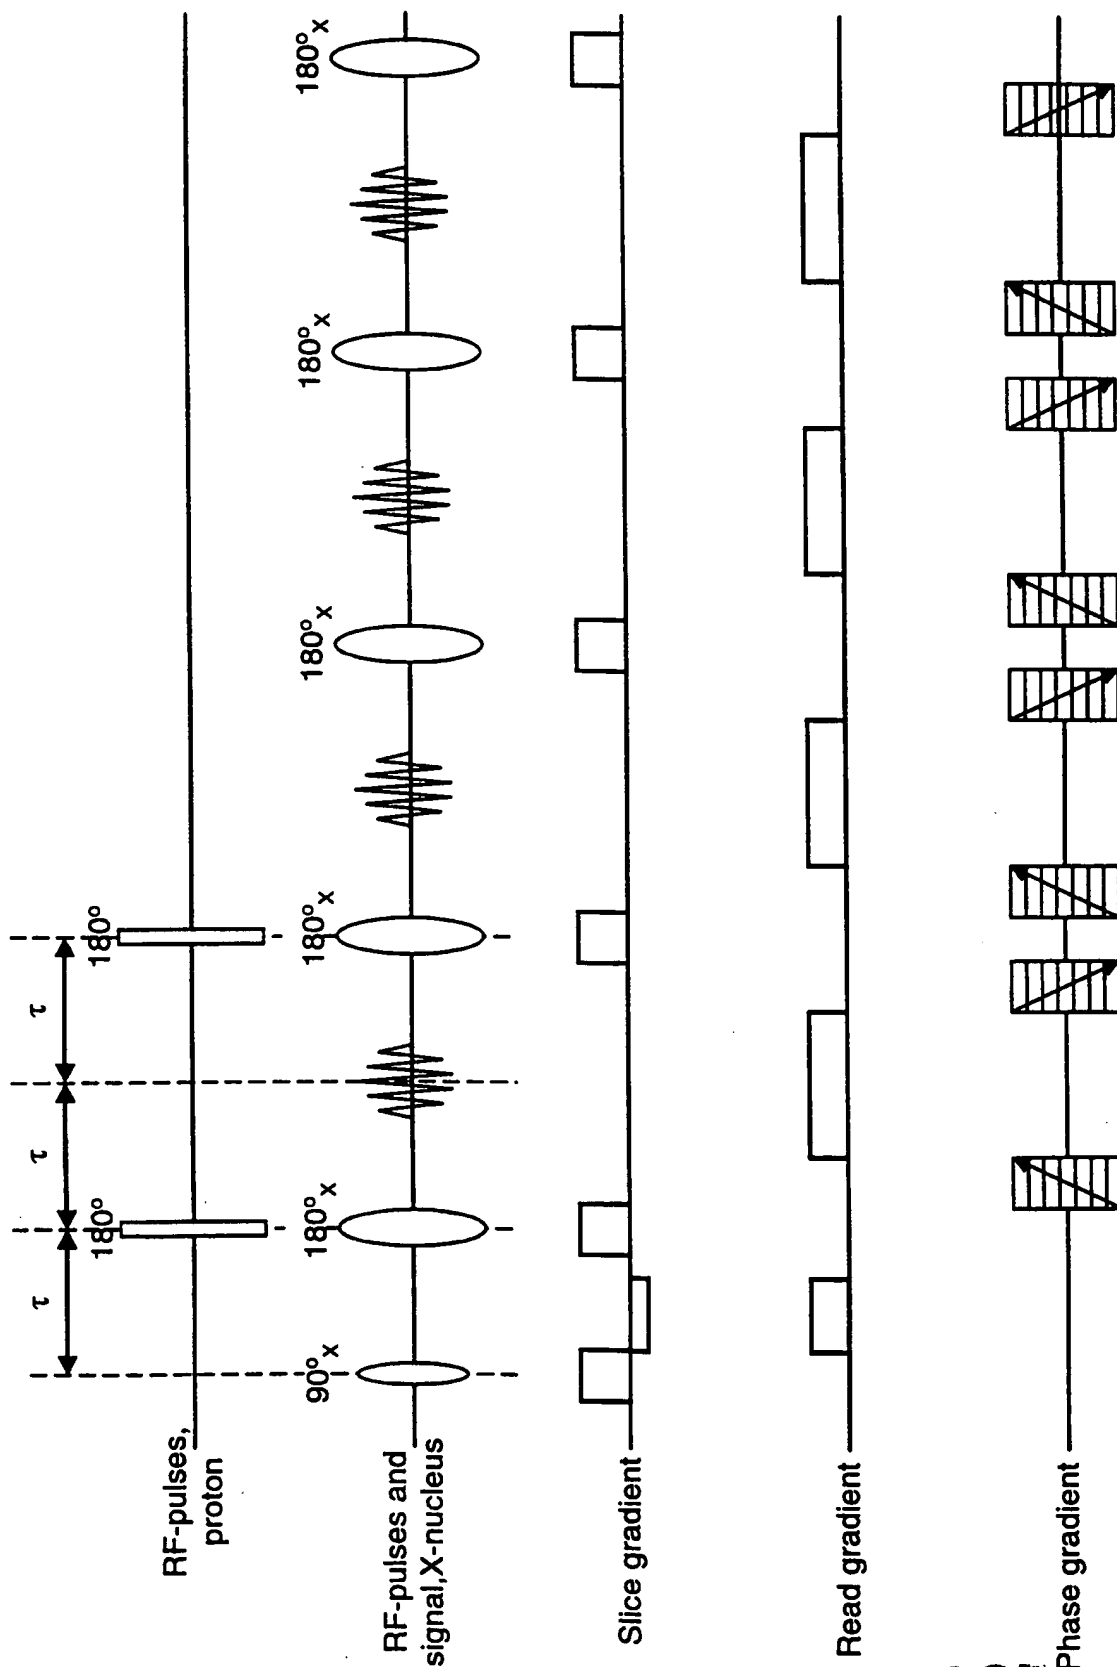 τ
τ
τ
180°
180°
RF-pulses,
proton
90°x
180°x
180°x
180°x
180°x
180°x
RF-pulses and
signal,X-nucleus
Slice gradient
Read gradient
Phase gradient